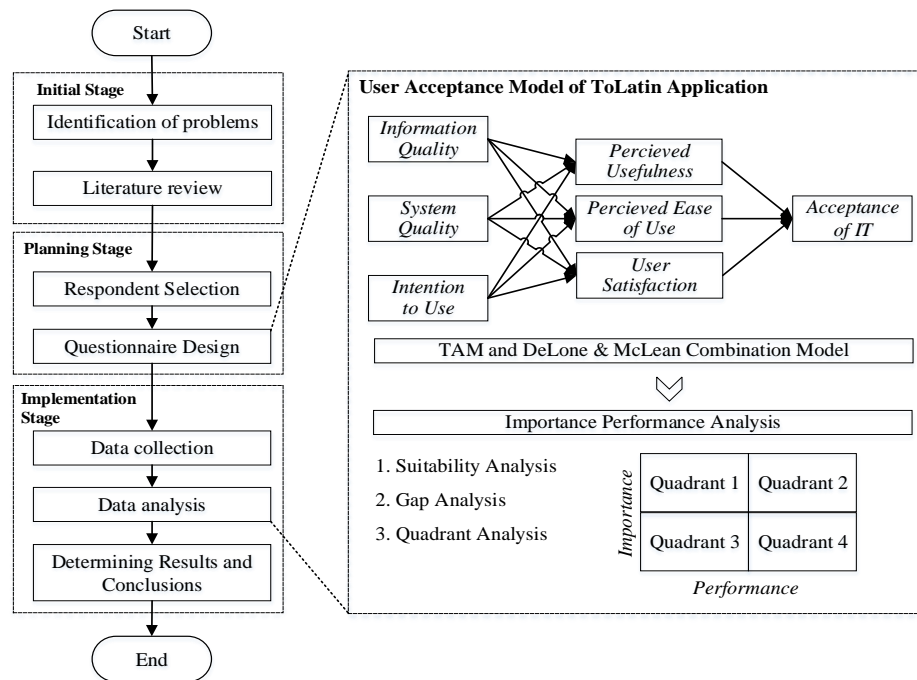 Start
Initial Stage
Identification of problems
Literature review
Planning Stage
Respondent Selection
Questionnaire Design
Implementation
Stage
Data collection
Data analysis
Determining Results and
Conclusions
End
User Acceptance Model of ToLatin Application
Information
Quality
System
Quality
Intention
to Use
Percieved
Usefulness
Percieved Ease
of Use
User
Satisfaction
Acceptance
of IT
TAM and DeLone & McLean Combination Model
Importance Performance Analysis
1. Suitability Analysis
2. Gap Analysis
3. Quadrant Analysis
Importance
Quadrant 1
Quadrant 2
Quadrant 3
Quadrant 4
Performance